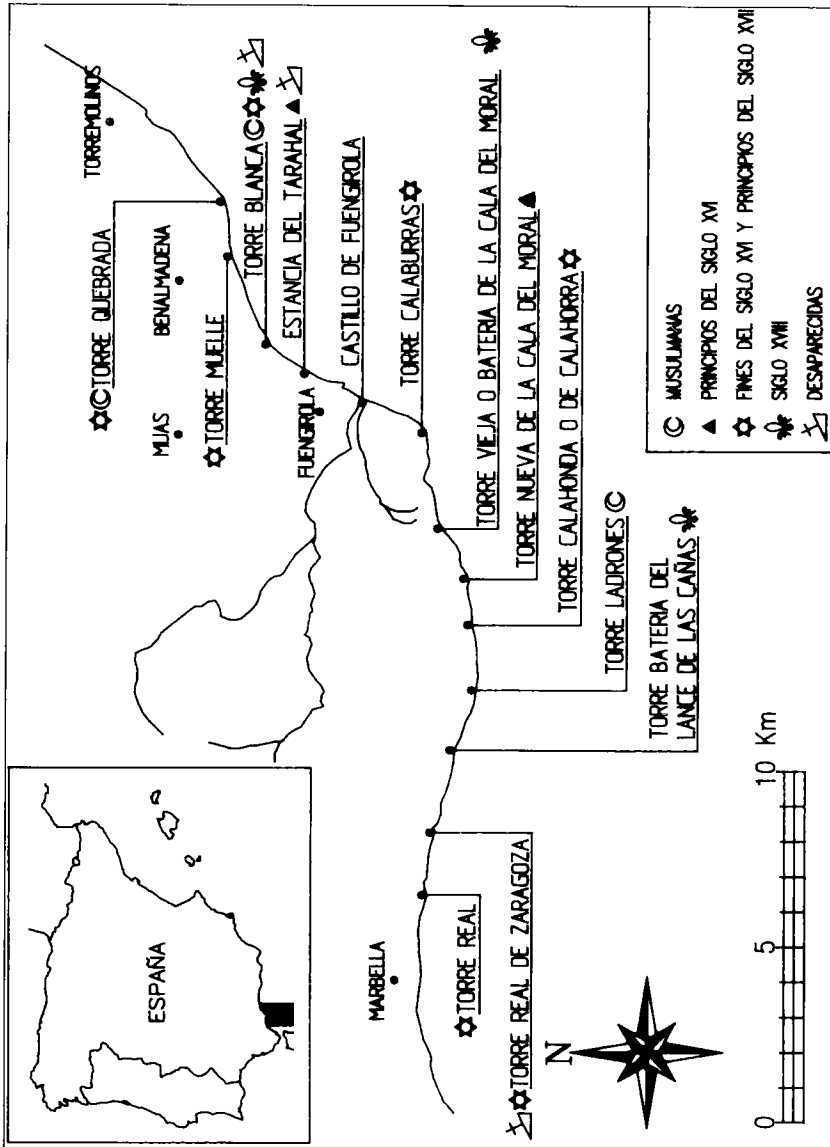 ESPAÑA
TORREMOLINOS
TORRE QUEBRADA
BENALMADENA
MIJAS
TORRE MUELLE
TORRE BLANCA
ESTANCIA DEL TARAHAL
FUENGIROLA
CASTILLO DE FUENGIROLA
TORRE CALABURRAS
TORRE VIEJA O BATERIA DE LA CALA DEL MORAL
TORRE NUEVA DE LA CALA DEL MORAL
TORRE CALAHONDA O DE CALAHORRA
TORRE LADRONES
TORRE BATERIA DEL
LANCE DE LAS CAÑAS
MARBELLA
TORRE REAL
TORRE REAL DE ZARAGOZA
N
0 5 10 Km
MUSULMANAS
PRINCIPIOS DEL SIGLO XVI
FINES DEL SIGLO XVI Y PRINCIPIOS DEL SIGLO XVII
SIGLO XVIII
DESAPARECIDAS